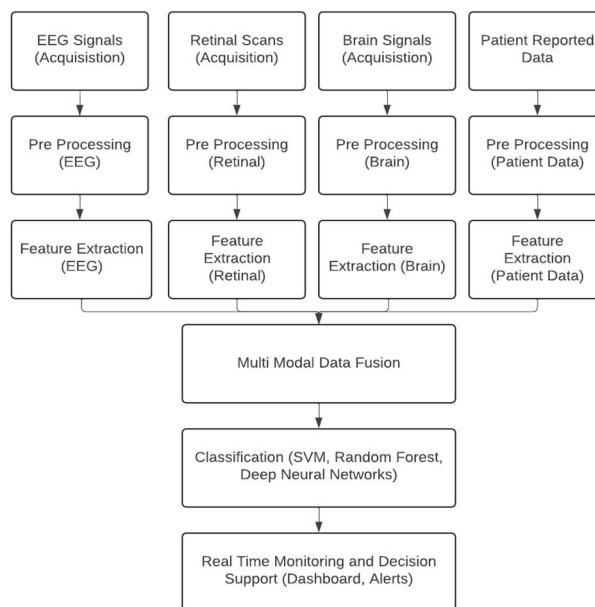 EEG Signals
(Acquisistion)
Retinal Scans
(Acquisition)
Brain Signals
(Acquisistion)
Patient Reported
Data
Pre Processing
(EEG)
Pre Processing
(Retinal)
Pre Processing
(Brain)
Pre Processing
(Patient Data)
Feature Extraction
(EEG)
Feature
Extraction
(Retinal)
Feature
Extraction (Brain)
Feature
Extraction
(Patient Data)
Multi Modal Data Fusion
Classification (SVM, Random Forest,
Deep Neural Networks)
Real Time Monitoring and Decision
Support (Dashboard, Alerts)